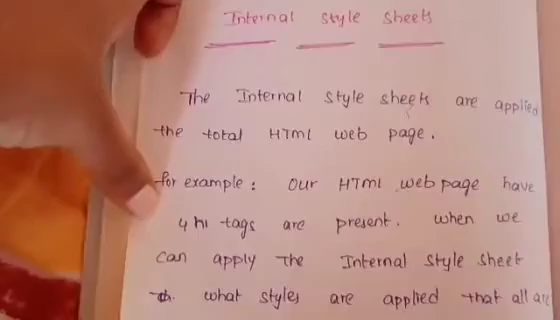 Internal style sheets
The Internal style sheets are applied
the total HTML web page.
for example: Our HTML web page have
4 h1 tags are present. when we
can apply the Internal style sheet
what styles are applied that all are